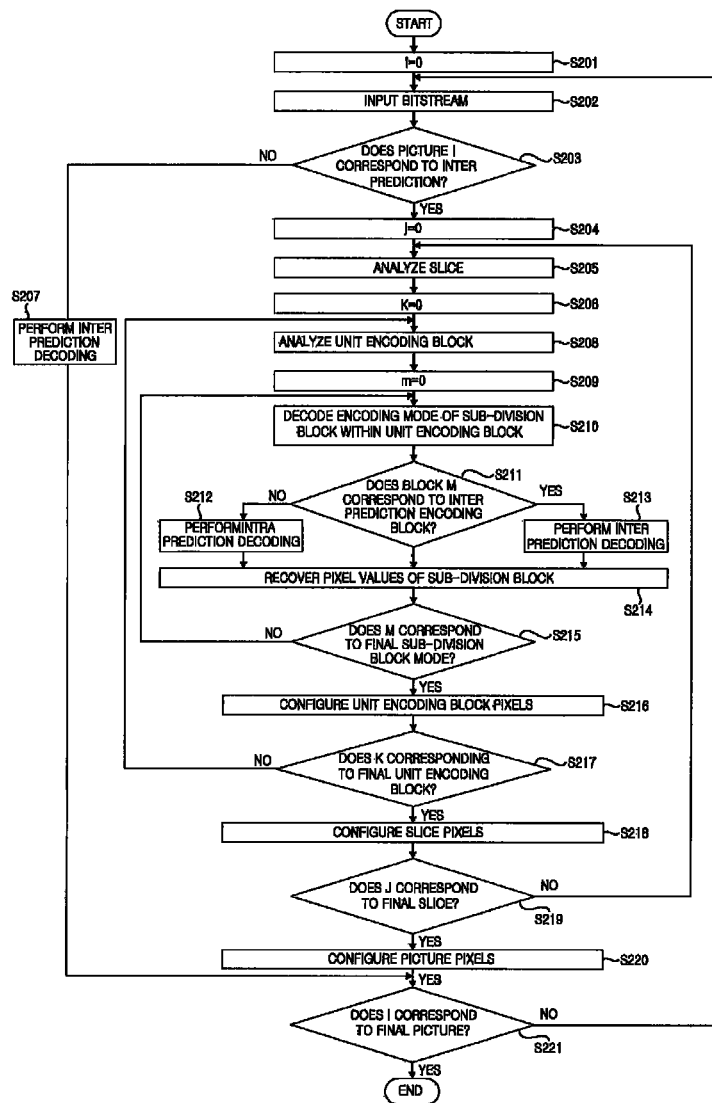 START
i=0
S201
INPUT BITSTREAM
S202
DOES PICTURE I
CORRESPOND TO INTER
PREDICTION?
S203
NO
YES
j=0
S204
ANALYZE SLICE
S205
K=0
S206
S207
PERFORM INTER
PREDICTION
DECODING
ANALYZE UNIT ENCODING BLOCK
S208
m=0
S209
DECODE ENCODING MODE OF SUB-DIVISION
BLOCK WITHIN UNIT ENCODING BLOCK
S210
DOES BLOCK M
CORRESPOND TO INTER
PREDICTION ENCODING
BLOCK?
S211
NO
YES
S212
PERFORMINTRA
PREDICTION DECODING
S213
PERFORM INTER
PREDICTION DECODING
RECOVER PIXEL VALUES OF SUB-DIVISION BLOCK
S214
DOES M CORRESPOND
TO FINAL SUB-DIVISION
BLOCK MODE?
S215
NO
YES
CONFIGURE UNIT ENCODING BLOCK PIXELS
S216
DOES K CORRESPONDING
TO FINAL UNIT ENCODING
BLOCK?
S217
NO
YES
CONFIGURE SLICE PIXELS
S218
DOES J CORRESPOND
TO FINAL SLICE?
NO
S219
YES
CONFIGURE PICTURE PIXELS
S220
YES
DOES I CORRESPOND
TO FINAL PICTURE?
NO
S221
YES
END